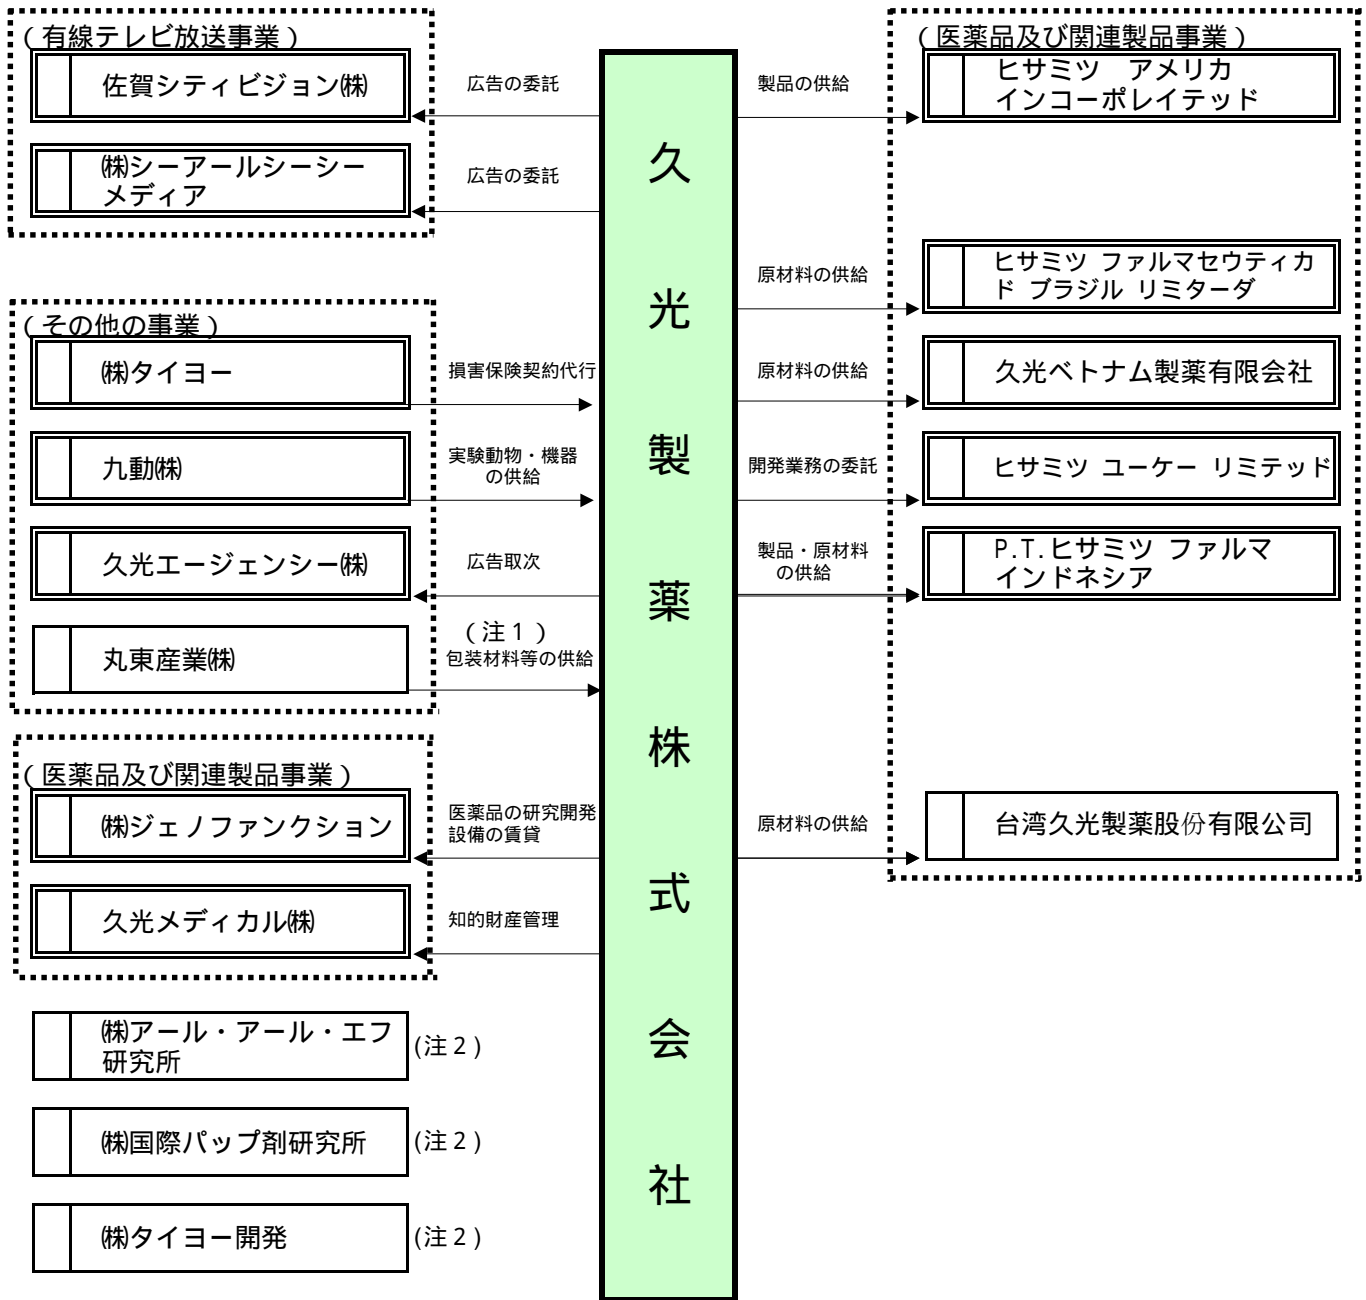 （有線テレビ放送事業）
佐賀シティビジョン㈱
広告の委託
㈱シーアールシーシー
メディア
広告の委託
（その他の事業）
㈱タイヨー
損害保険契約代行
九動㈱
実験動物・機器
の供給
久光エージェンシー㈱
広告取次
丸東産業㈱
（注１）
包装材料等の供給
（医薬品及び関連製品事業）
㈱ジェノファンクション
医薬品の研究開発
設備の賃貸
久光メディカル㈱
知的財産管理
㈱アール・アール・エフ
研究所
(注２)
㈱国際パップ剤研究所
(注２)
㈱タイヨー開発
(注２)
久光製薬株式会社
（医薬品及び関連製品事業）
製品の供給
ヒサミツ　アメリカ
インコーポレイテッド
原材料の供給
ヒサミツ ファルマセウティカ
ド ブラジル リミターダ
原材料の供給
久光ベトナム製薬有限会社
開発業務の委託
ヒサミツ ユーケー リミテッド
製品・原材料
の供給
P.T.ヒサミツ ファルマ
インドネシア
原材料の供給
台湾久光製薬股份有限公司